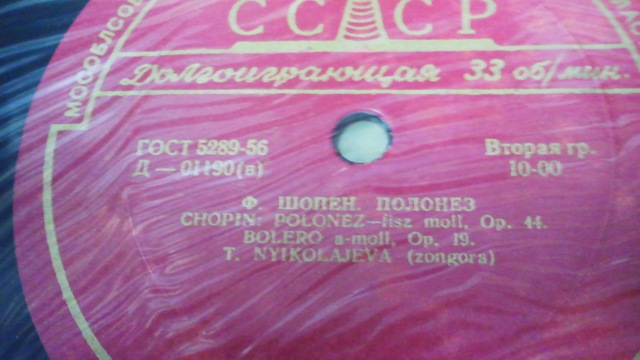 СССР
МОСОБЛСОВ
Долгоиграющая 33 об/мин.
ГОСТ 5289-56
Д — 01190(в)
Вторая гр.
10-00
Ф. ШОПЕН. ПОЛОНЕЗ
CHOPIN: POLONEZ—fisz moll, Op. 44.
BOLERO a-moll, Op. 19.
T. NYIKOLAJEVA (zongora)